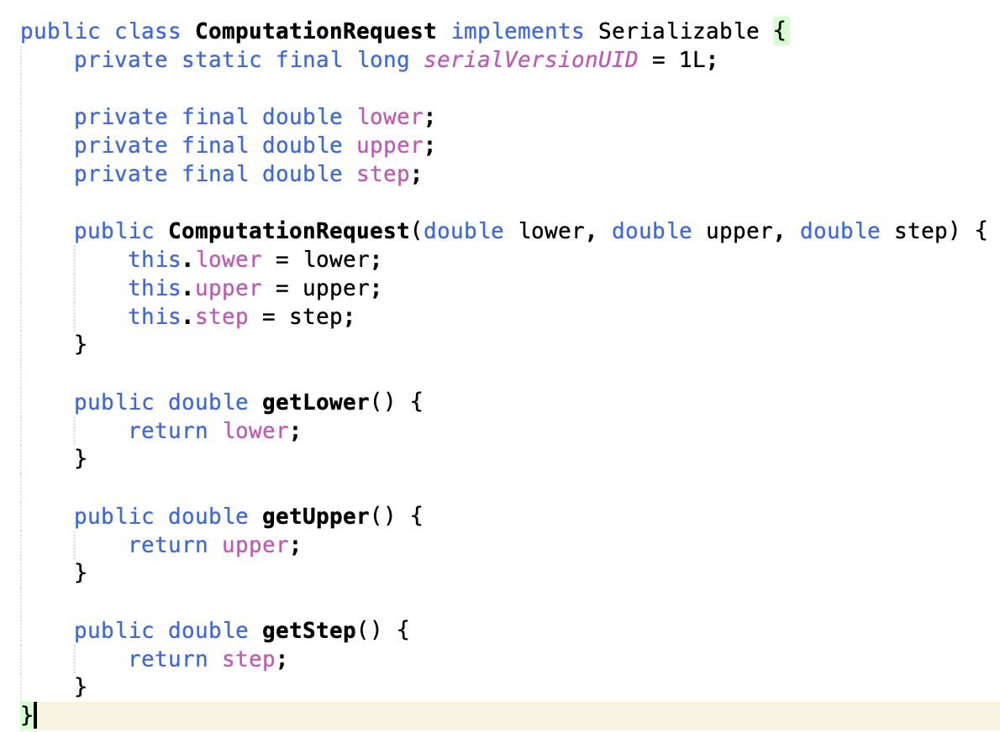 public class ComputationRequest implements Serializable {
    private static final long serialVersionUID = 1L;

    private final double lower;
    private final double upper;
    private final double step;

    public ComputationRequest(double lower, double upper, double step) {
        this.lower = lower;
        this.upper = upper;
        this.step = step;
    }

    public double getLower() {
        return lower;
    }

    public double getUpper() {
        return upper;
    }

    public double getStep() {
        return step;
    }
}